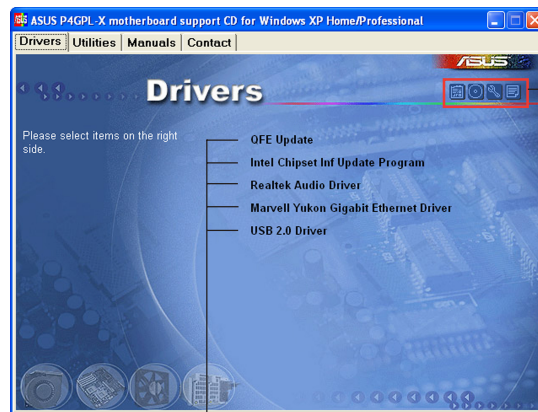 ASUS P4GPL-X motherboard support CD for Windows XP Home/Professional
Drivers Utilities Manuals Contact
ASUS
Drivers
Please select items on the right
side.
QFE Update
Intel Chipset Inf Update Program
Realtek Audio Driver
Marvell Yukon Gigabit Ethernet Driver
USB 2.0 Driver